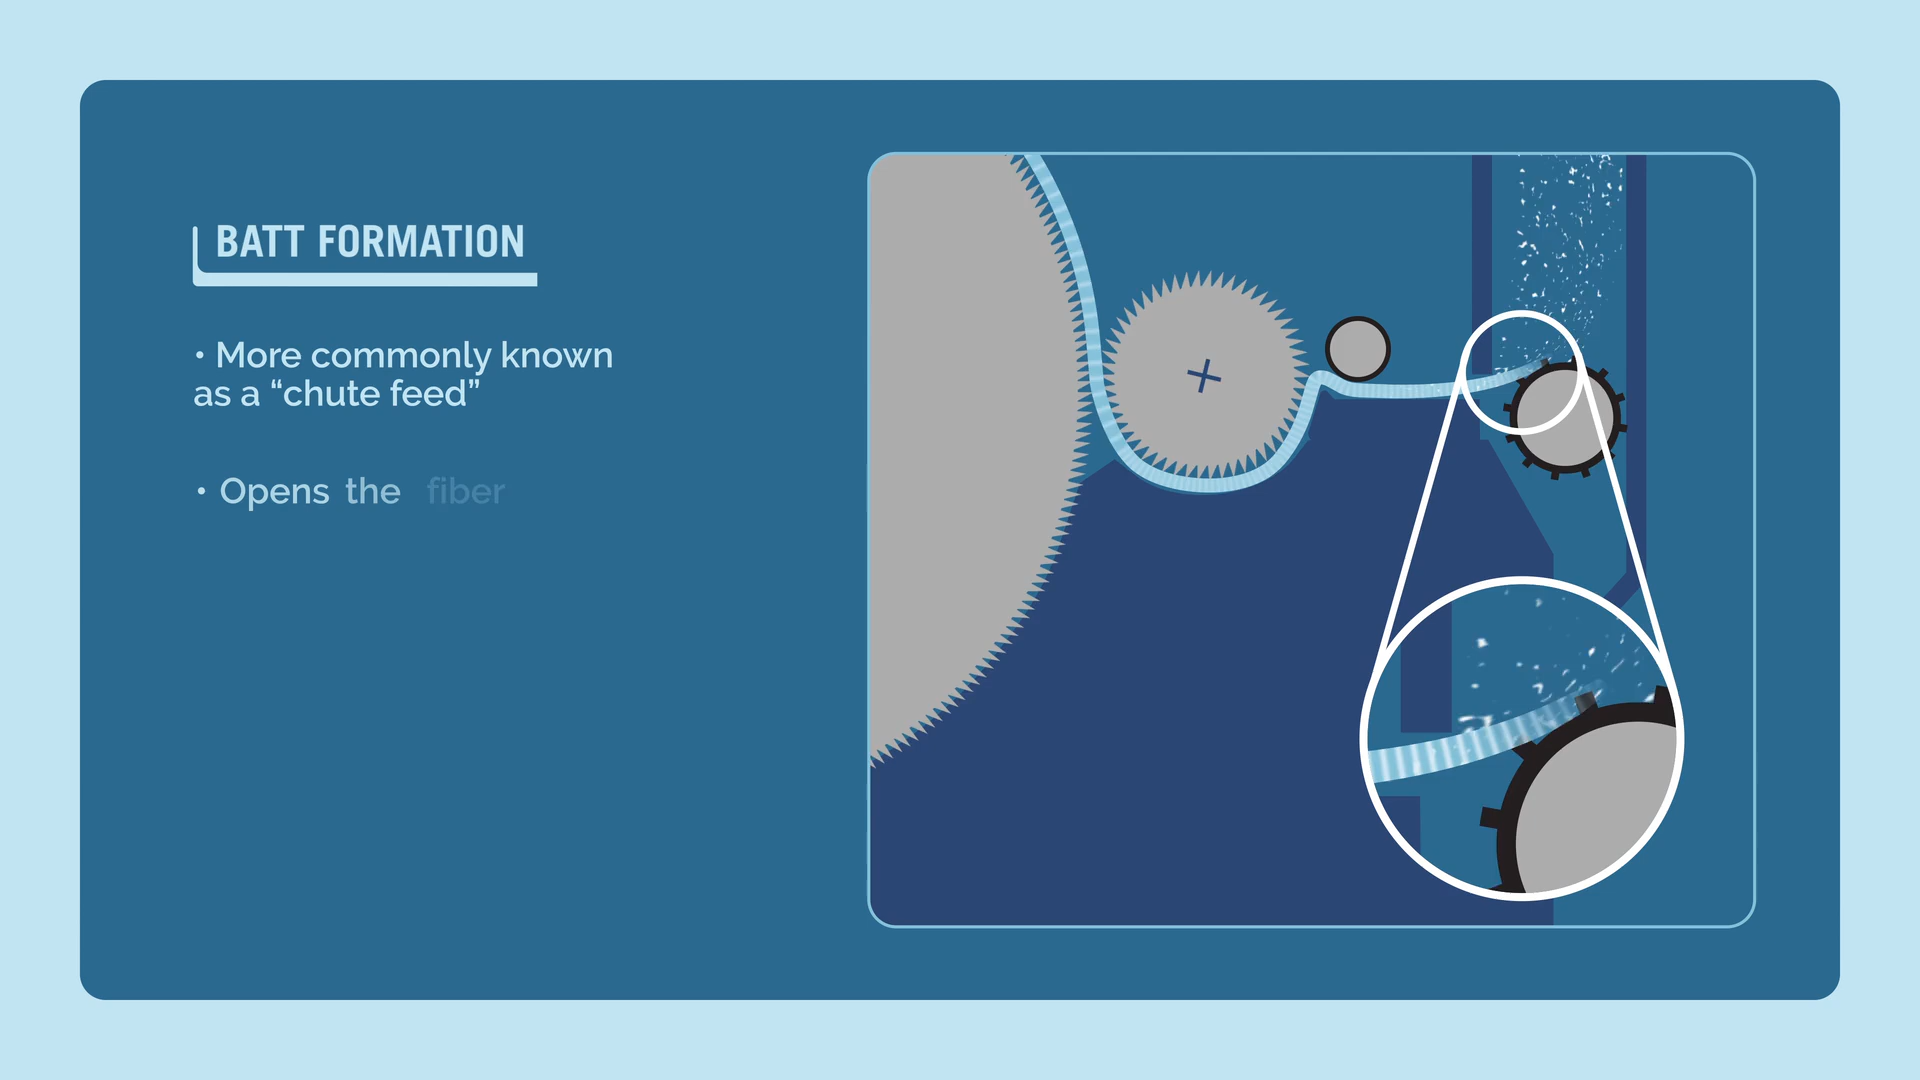 BATT FORMATION
• More commonly known
as a “chute feed”
• Opens the fiber